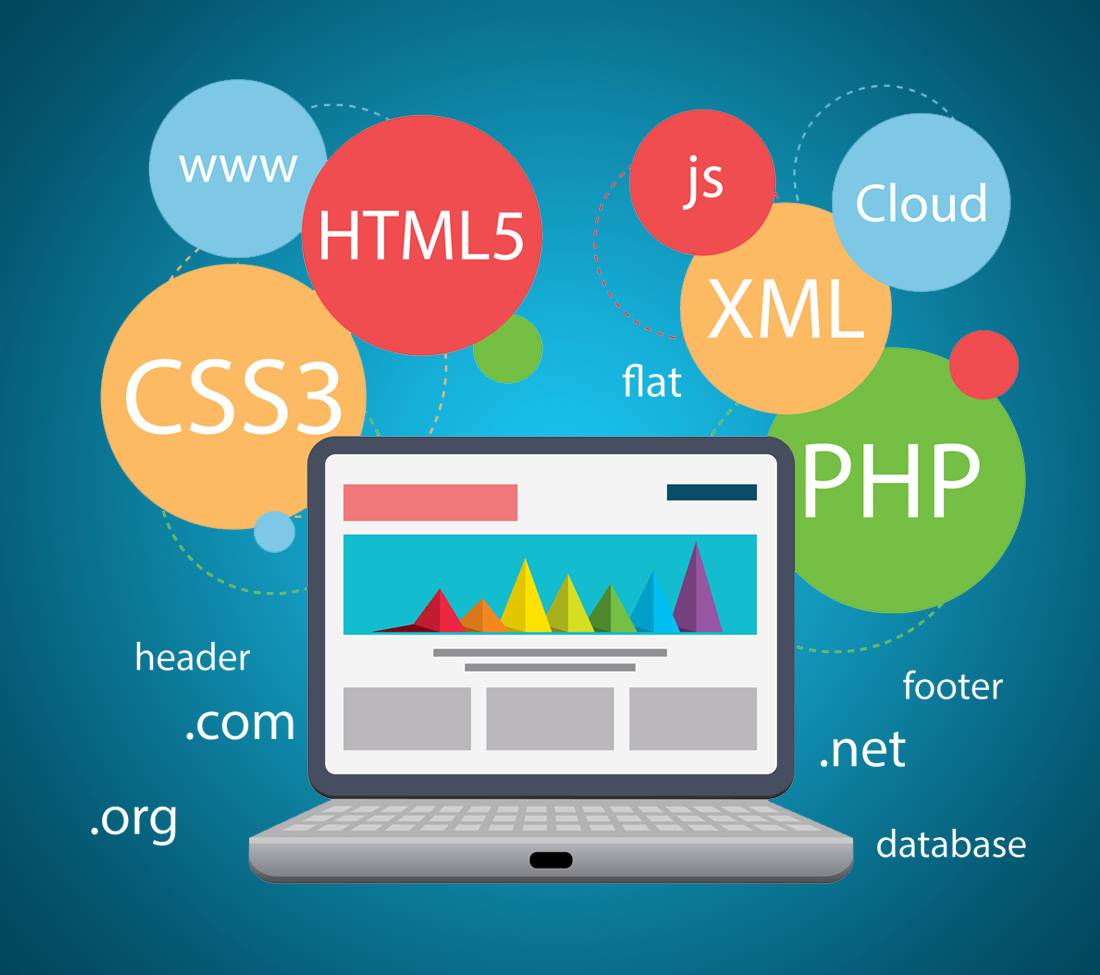 www
HTML5
CSS3
js
Cloud
XML
flat
PHP
header
.com
.org
footer
.net
database